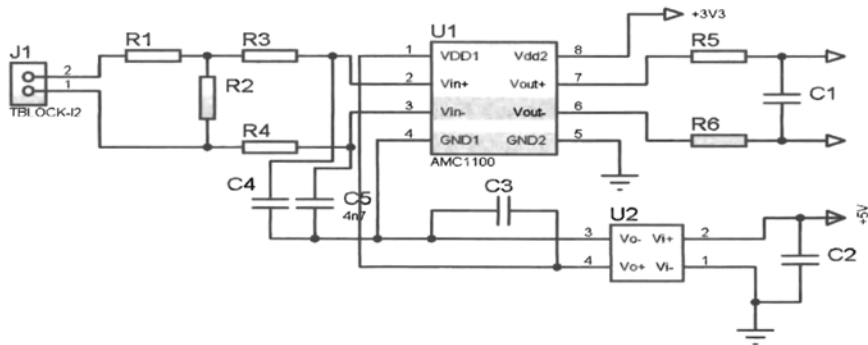 J1
2
1
TBLOCK-I2
R1
R3
R2
R4
C4
C5
4n7
U1
1
2
3
4
VDD1
Vin+
Vin-
GND1
Vdd2
Vout+
Vout-
GND2
AMC1100
8
7
6
5
+3V3
R5
R6
C1
C3
U2
3
4
Vo-
Vo+
Vi+
Vi-
2
1
C2
+5V